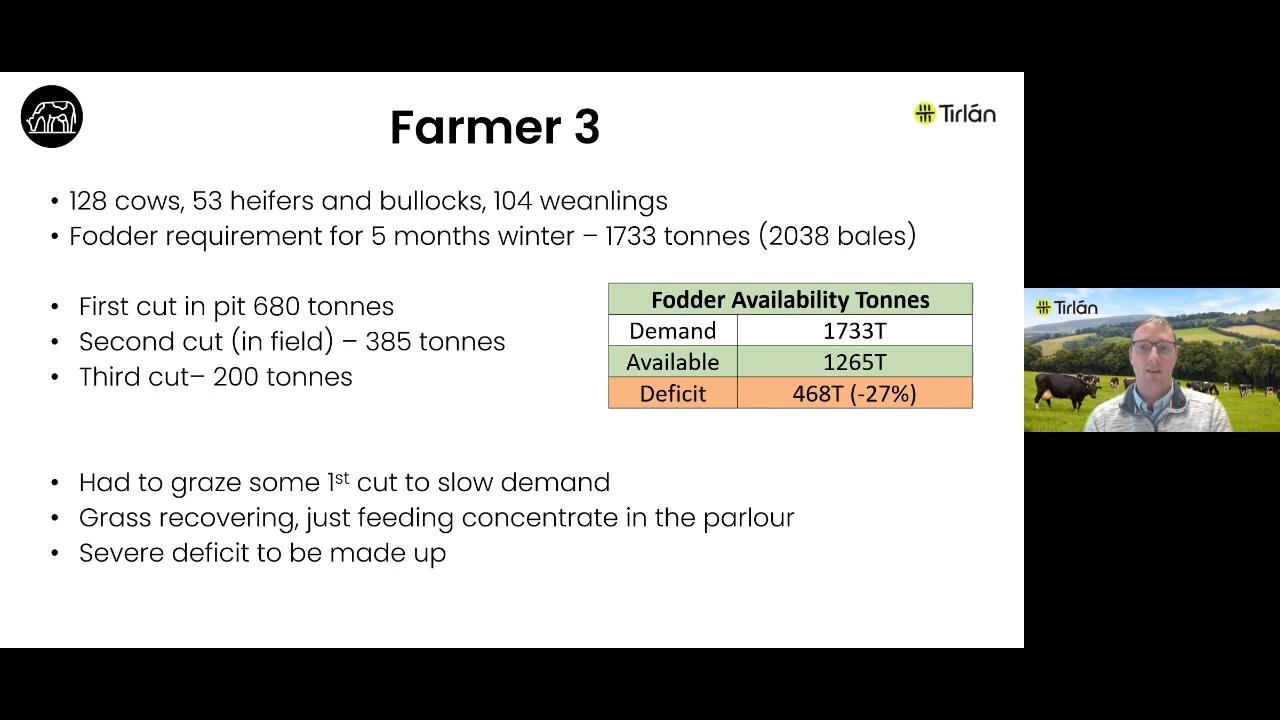 Farmer 3
Tirlán
• 128 cows, 53 heifers and bullocks, 104 weanlings
• Fodder requirement for 5 months winter – 1733 tonnes (2038 bales)
• First cut in pit 680 tonnes
• Second cut (in field) – 385 tonnes
• Third cut– 200 tonnes
Fodder Availability Tonnes
Demand 1733T
Available 1265T
Deficit 468T (-27%)
Tirlán
• Had to graze some 1st cut to slow demand
• Grass recovering, just feeding concentrate in the parlour
• Severe deficit to be made up